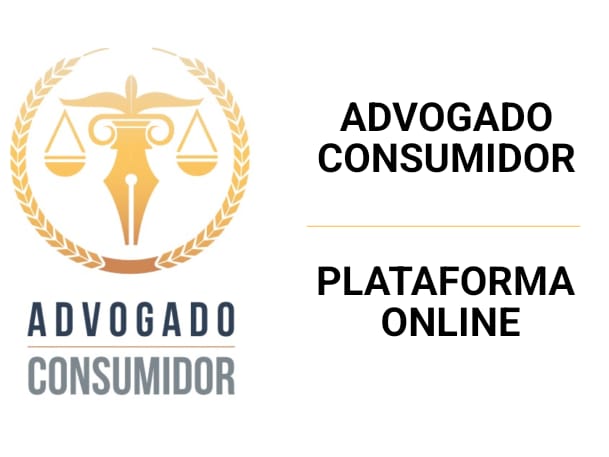 ADVOGADO
CONSUMIDOR
ADVOGADO
CONSUMIDOR
PLATAFORMA
ONLINE